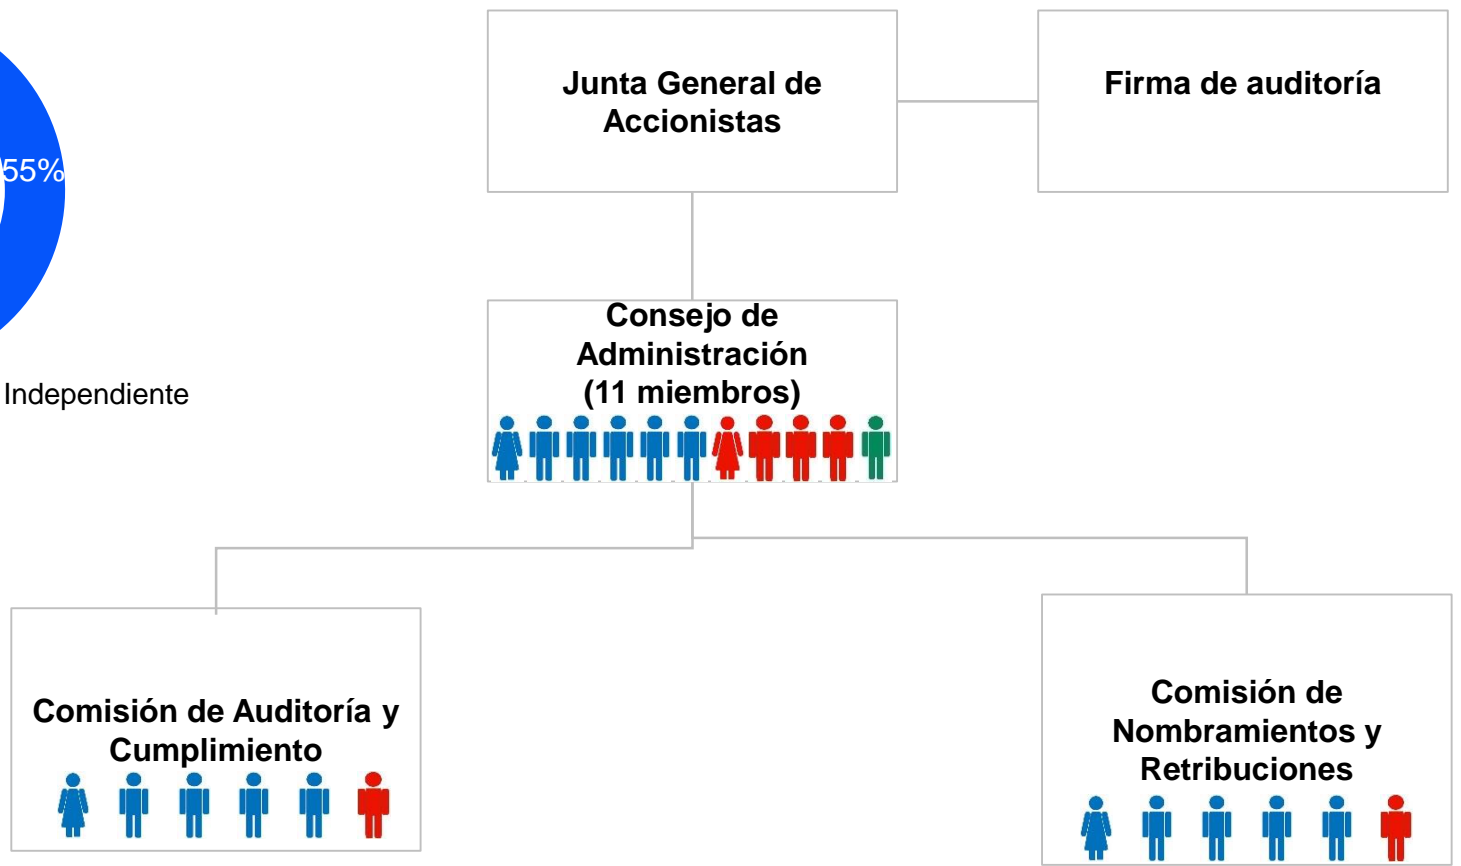 Junta General de
Accionistas
Firma de auditoría
55%
Consejo de
Administración
(11 miembros)
Independiente
Comisión de Auditoría y
Cumplimiento
Comisión de
Nombramientos y
Retribuciones